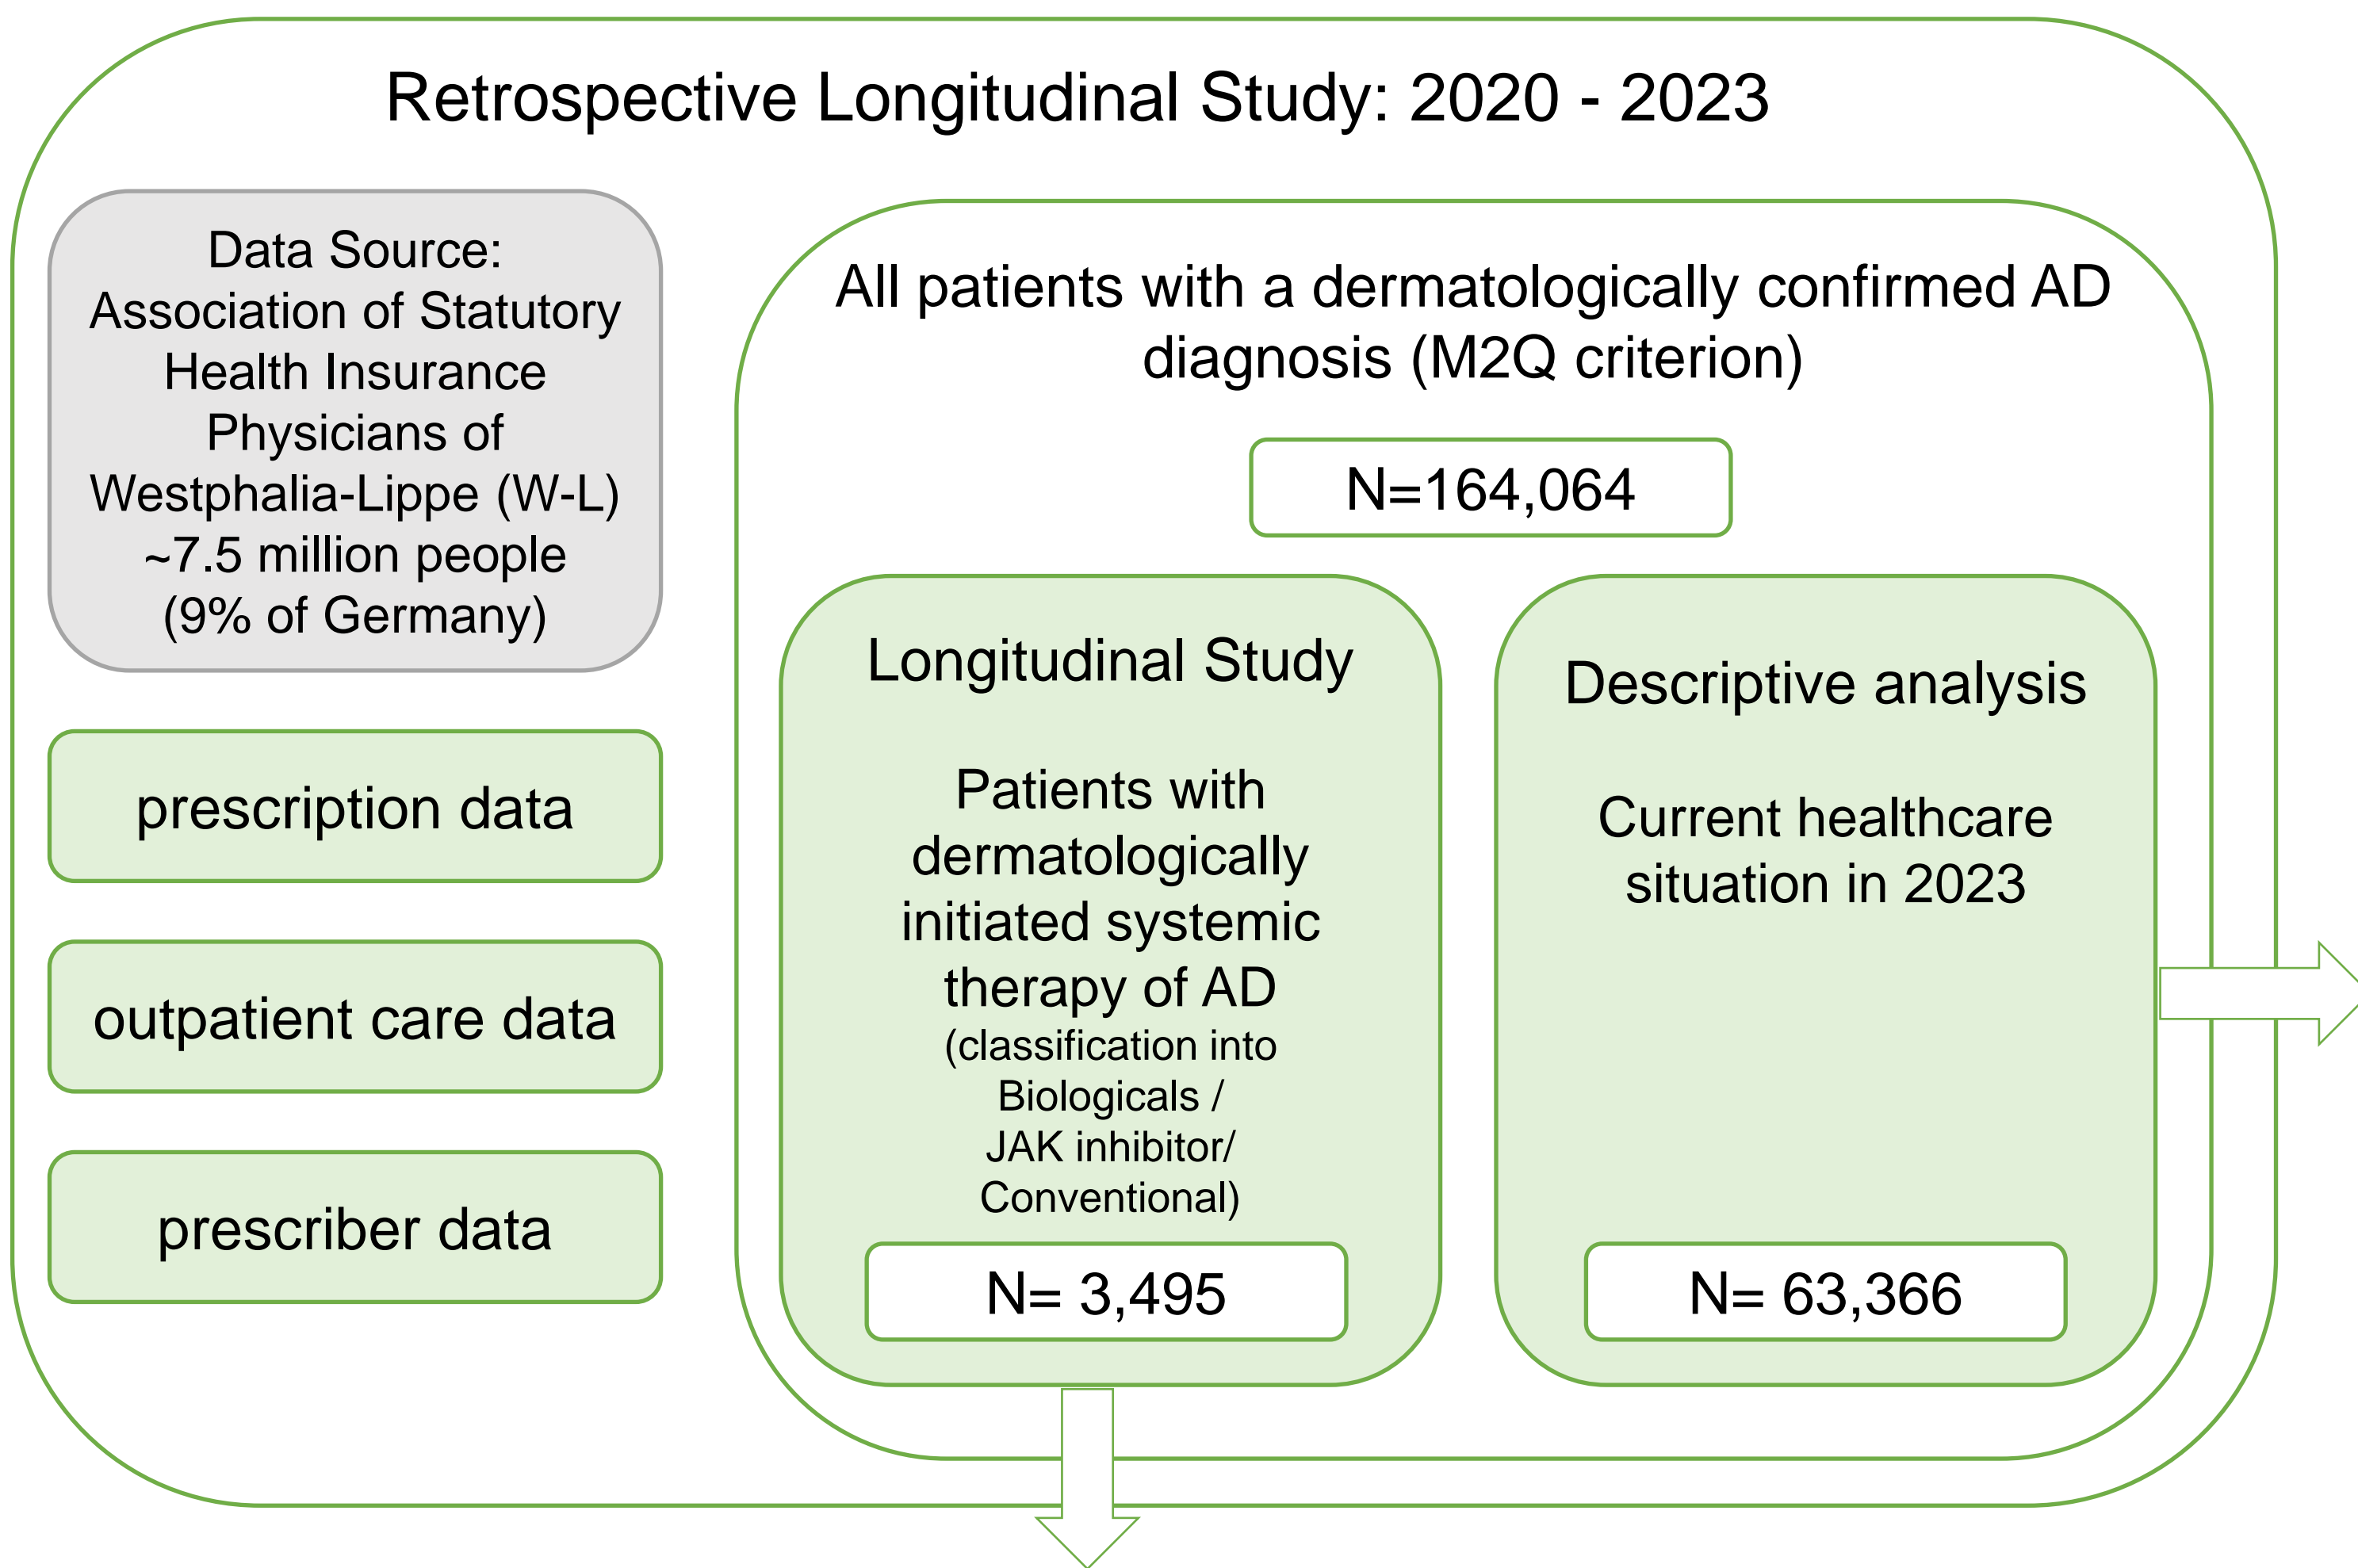 Retrospective Longitudinal Study: 2020 - 2023
Data Source:
Association of Statutory
Health Insurance
Physicians of
Westphalia-Lippe (W-L)
~7.5 million people
(9% of Germany)
prescription data
outpatient care data
prescriber data
All patients with a dermatologically confirmed AD
diagnosis (M2Q criterion)
N=164,064
Longitudinal Study
Patients with
dermatologically
initiated systemic
therapy of AD
(classification into
Biologicals /
JAK inhibitor/
Conventional)
N= 3,495
Descriptive analysis
Current healthcare
situation in 2023
N= 63,366